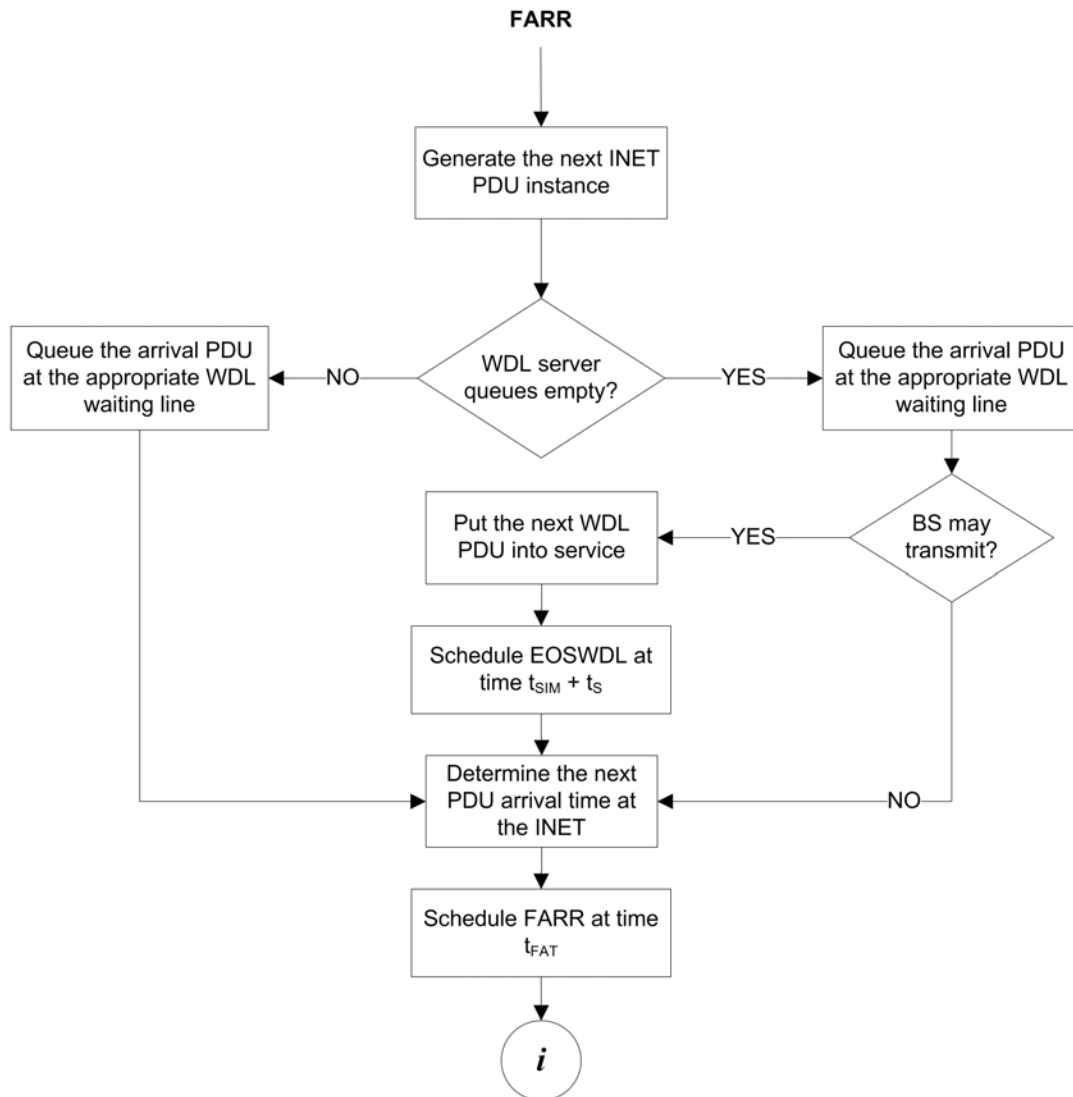 FARR
Generate the next INET
PDU instance
Queue the arrival PDU
at the appropriate WDL
waiting line
NO
WDL server
queues empty?
YES
Queue the arrival PDU
at the appropriate WDL
waiting line
Put the next WDL
PDU into service
YES
BS may
transmit?
Schedule EOSWDL at
time tSIM + tS
Determine the next
PDU arrival time at
the INET
NO
Schedule FARR at time
tFAT
i